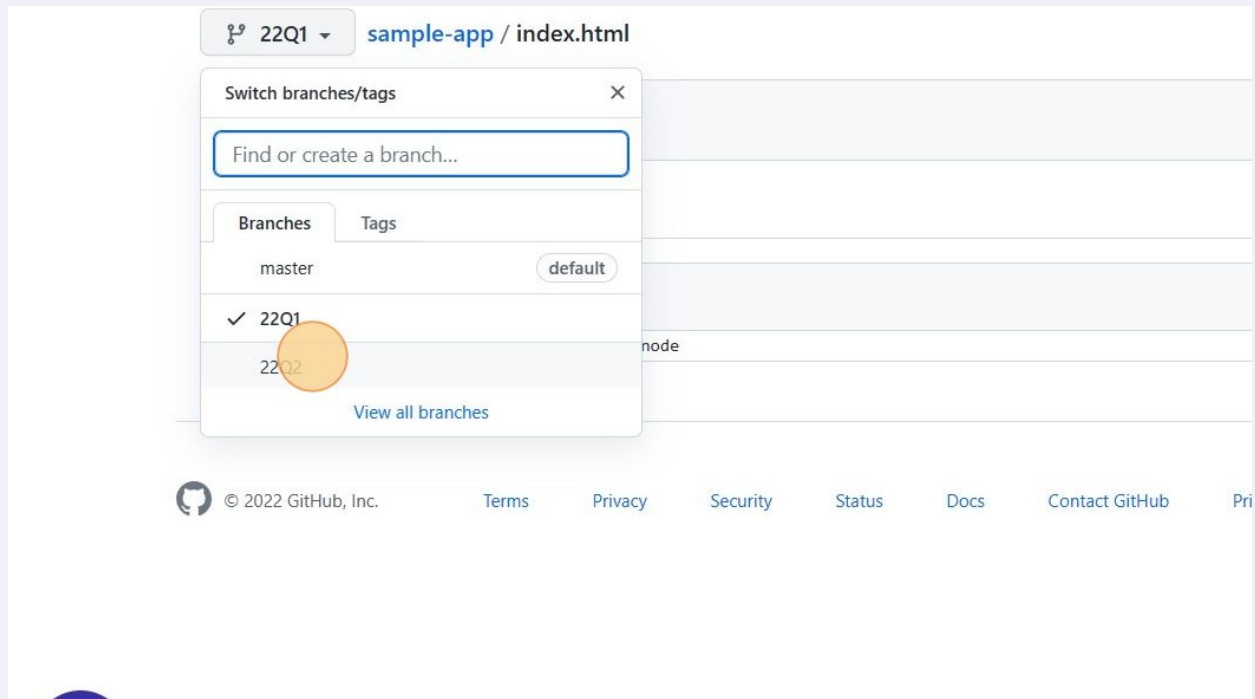 22Q1 sample-app / index.html
Switch branches/tags
Find or create a branch...
Branches Tags
master default
22Q1
22Q2
node
View all branches
© 2022 GitHub, Inc. Terms Privacy Security Status Docs Contact GitHub Pri